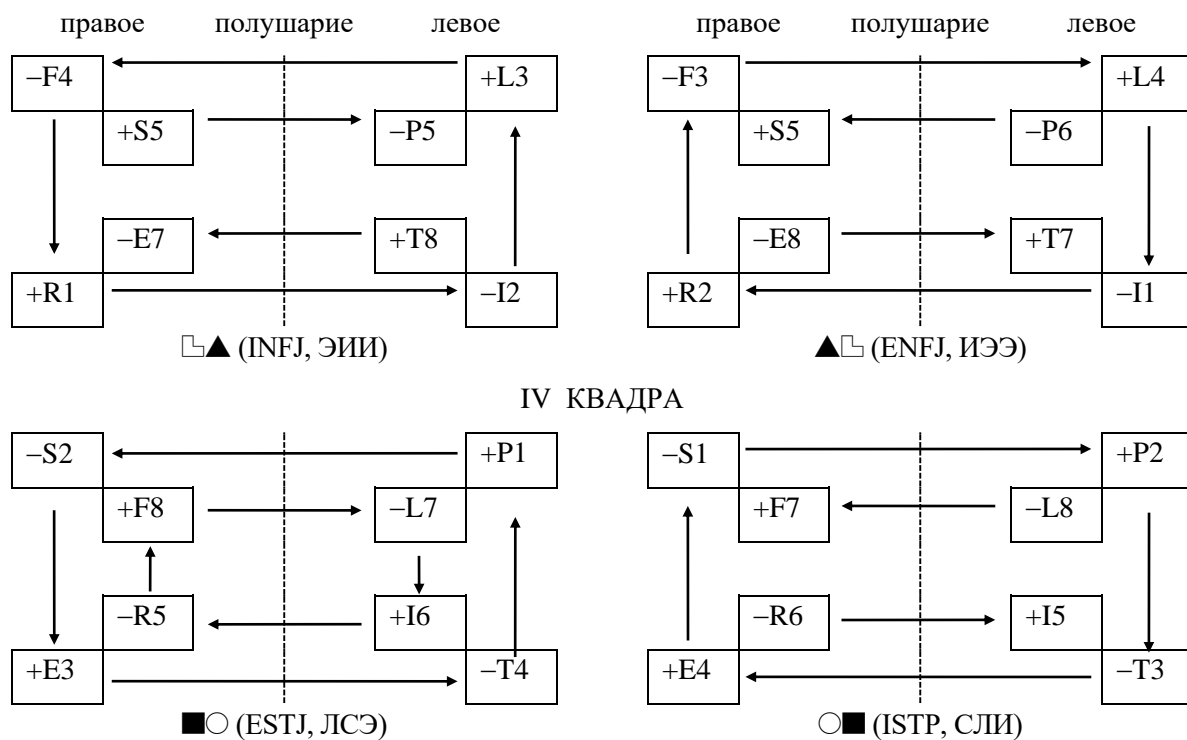 правое полушарие левое правое полушарие левое
−F4 +L3 −F3 +L4
+S5 −P5 +S5 −P6
−E7 +T8 −E8 +T7
+R1 −I2 +R2 −I1
(INFJ, ЭИИ) (ENFJ, ИЭЭ)
IV КВАДРА
−S2 +P1 −S1 +P2
+F8 −L7 +F7 −L8
−R5 +I6 −R6 +I5
+E3 −T4 +E4 −T3
(ESTJ, ЛСЭ) (ISTP, СЛИ)